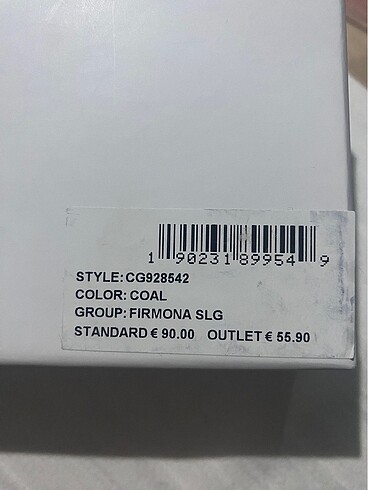 1 90231 89954 9
STYLE: CG928542
COLOR: COAL
GROUP: FIRMONA SLG
STANDARD € 90.00 OUTLET € 55.90